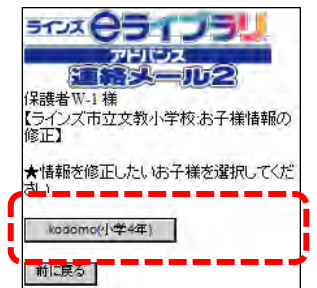 ラインズeライブラリ
アドバンス
連絡メール2
保護者W-1 様
【ラインズ市立文教小学校:お子様情報の
修正】
★情報を修正したいお子様を選択してくだ
さい
kodomo(小学4年)
前に戻る